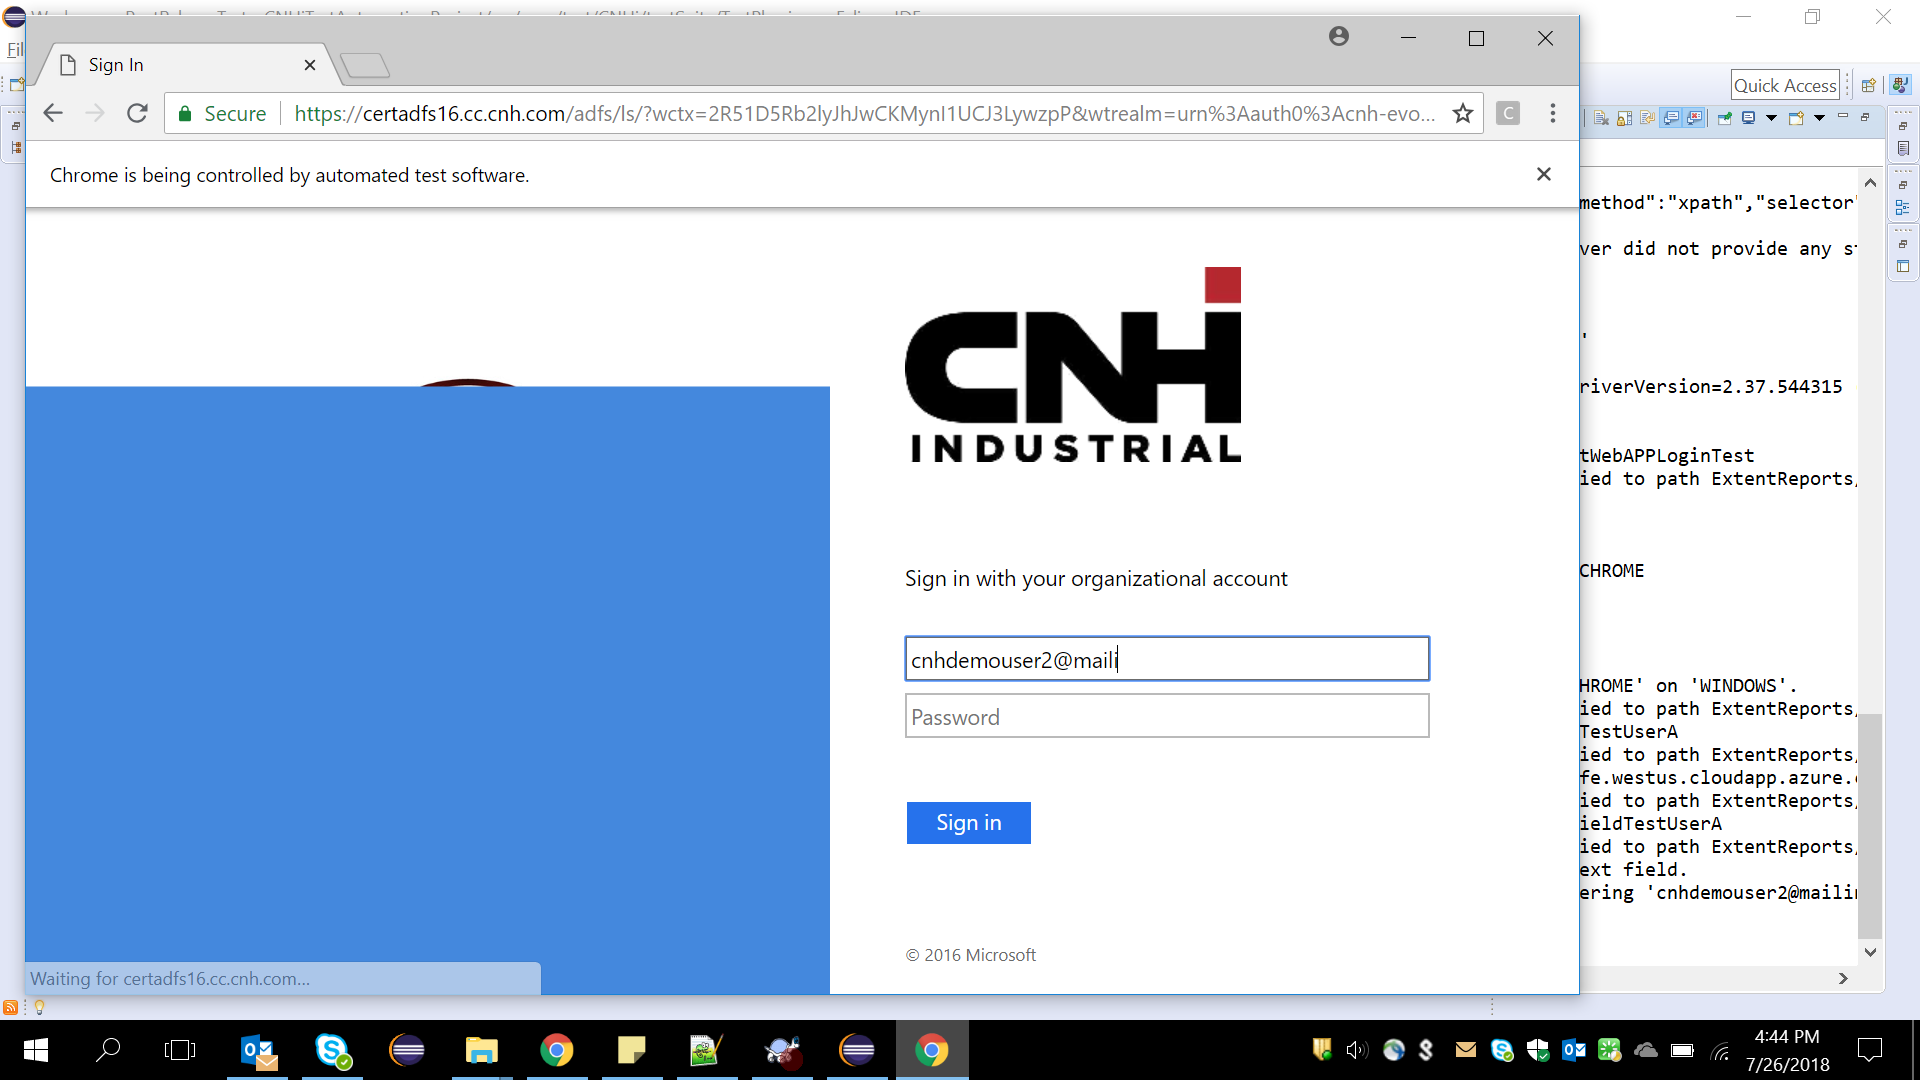 Fil
Quick Access
Sign In
Secure
https://certadfs16.cc.cnh.com/adfs/ls/?wctx=2R51D5Rb2lyJhJwCKMynI1UCJ3LywzpP&wtrealm=urn%3Aauth0%3Acnh-evo...
C
Chrome is being controlled by automated test software.
CNH
INDUSTRIAL
Sign in with your organizational account
cnhdemouser2@maili
Password
Sign in
© 2016 Microsoft
Waiting for certadfs16.cc.cnh.com...
method":"xpath","selector"
ver did not provide any s
'
riverVersion=2.37.544315
tWebAPPLoginTest
ied to path ExtentReports/
CHROME
HROME' on 'WINDOWS'.
ied to path ExtentReports/
TestUserA
ied to path ExtentReports/
fe.westus.cloudapp.azure.
ied to path ExtentReports/
ieldTestUserA
ied to path ExtentReports/
ext field.
ering 'cnhdemouser2@mailin
4:44 PM
7/26/2018